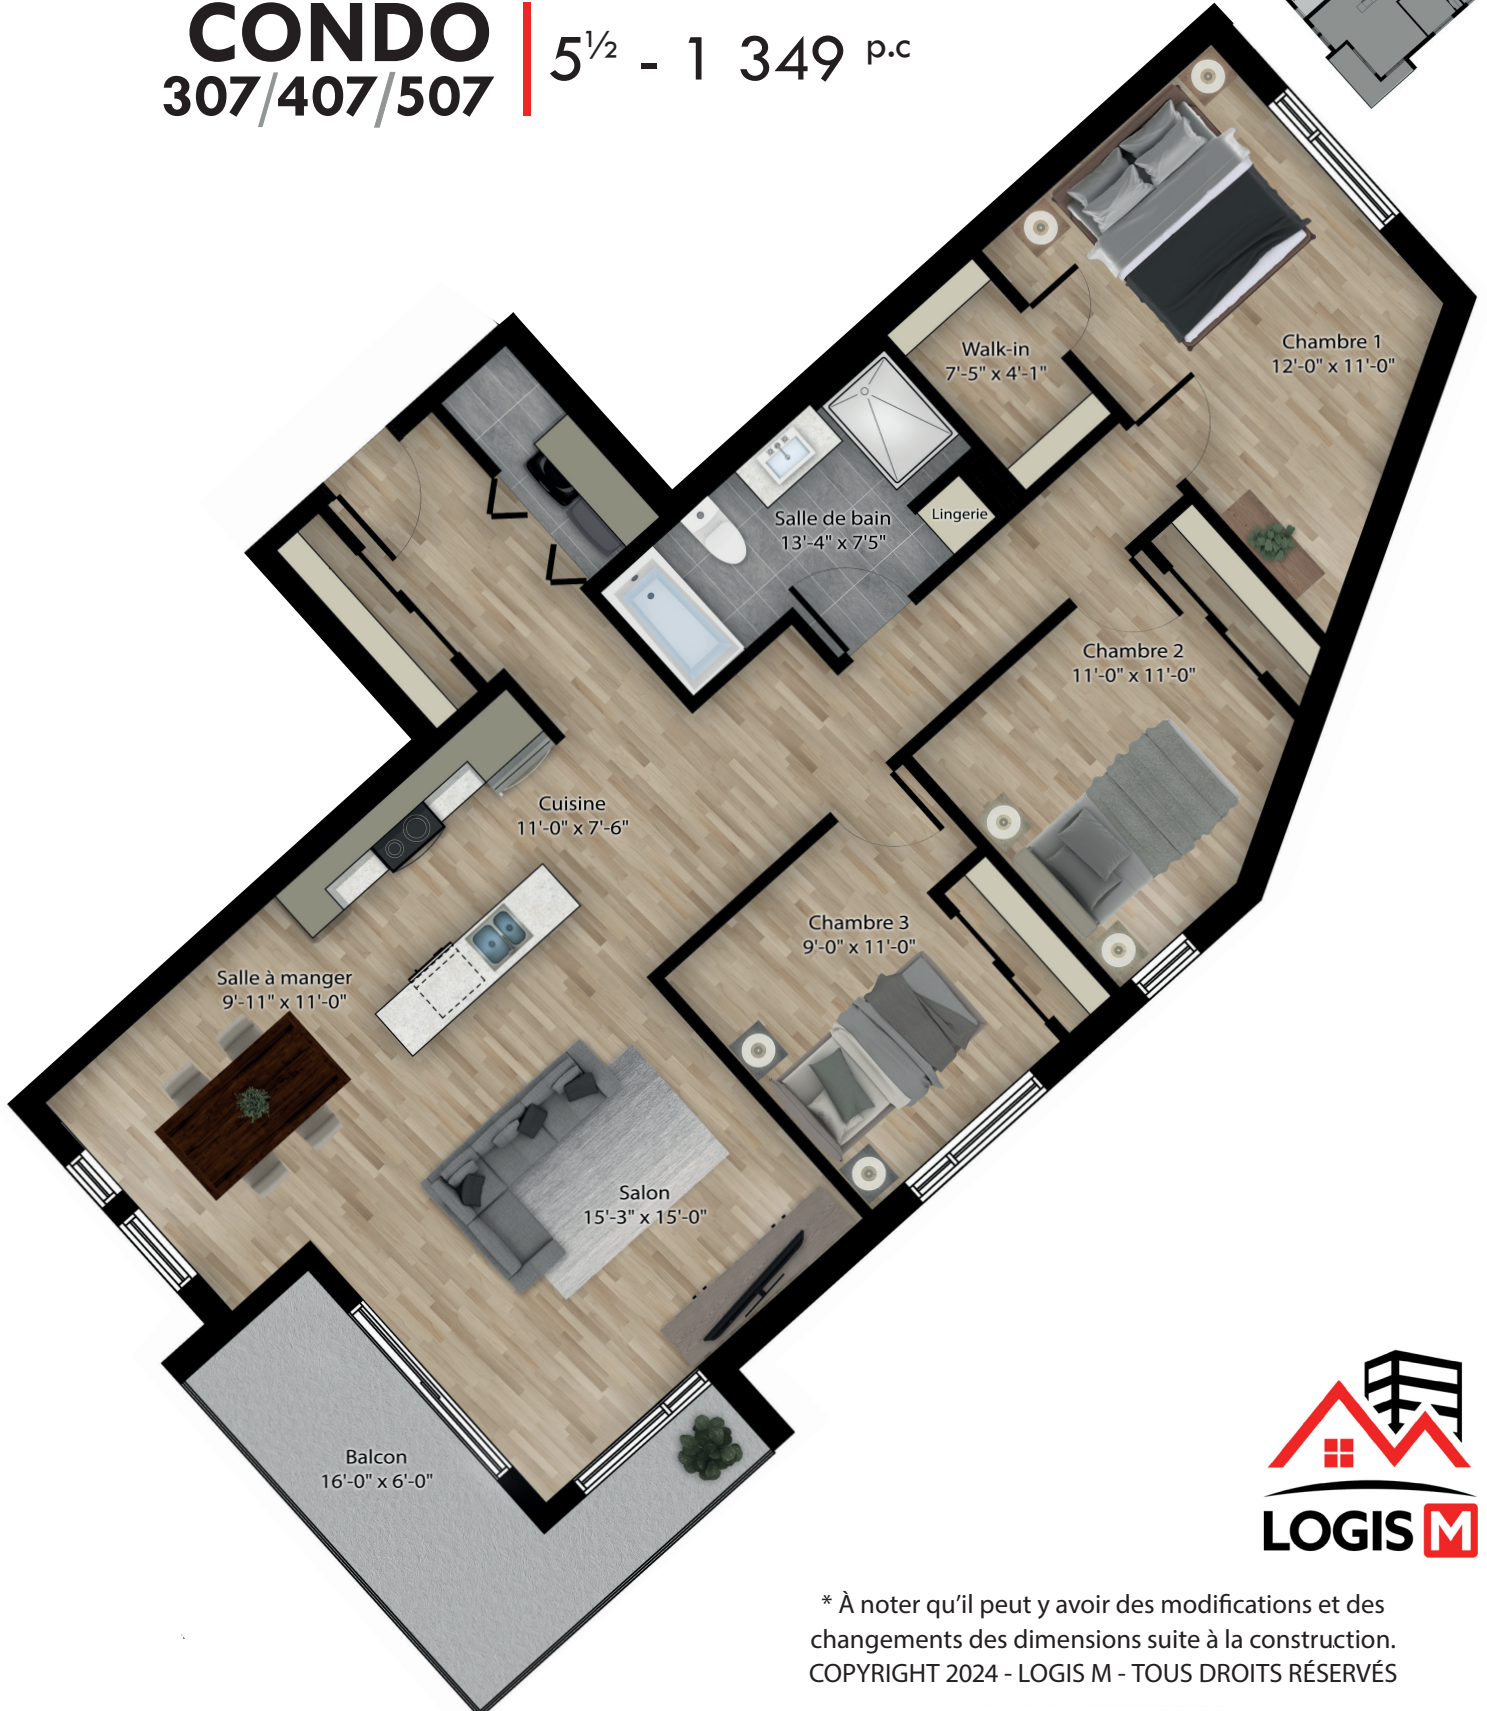 CONDO
307/407/507
5½ - 1 349 p.c
Chambre 1
12'-0" x 11'-0"
Walk-in
7'-5" x 4'-1"
Salle de bain
13'-4" x 7'5"
Lingerie
Chambre 2
11'-0" x 11'-0"
Cuisine
11'-0" x 7'-6"
Chambre 3
9'-0" x 11'-0"
Salle à manger
9'-11" x 11'-0"
Salon
15'-3" x 15'-0"
Balcon
16'-0" x 6'-0"
LOGIS M
* À noter qu'il peut y avoir des modifications et des
changements des dimensions suite à la construction.
COPYRIGHT 2024 - LOGIS M - TOUS DROITS RÉSERVÉS